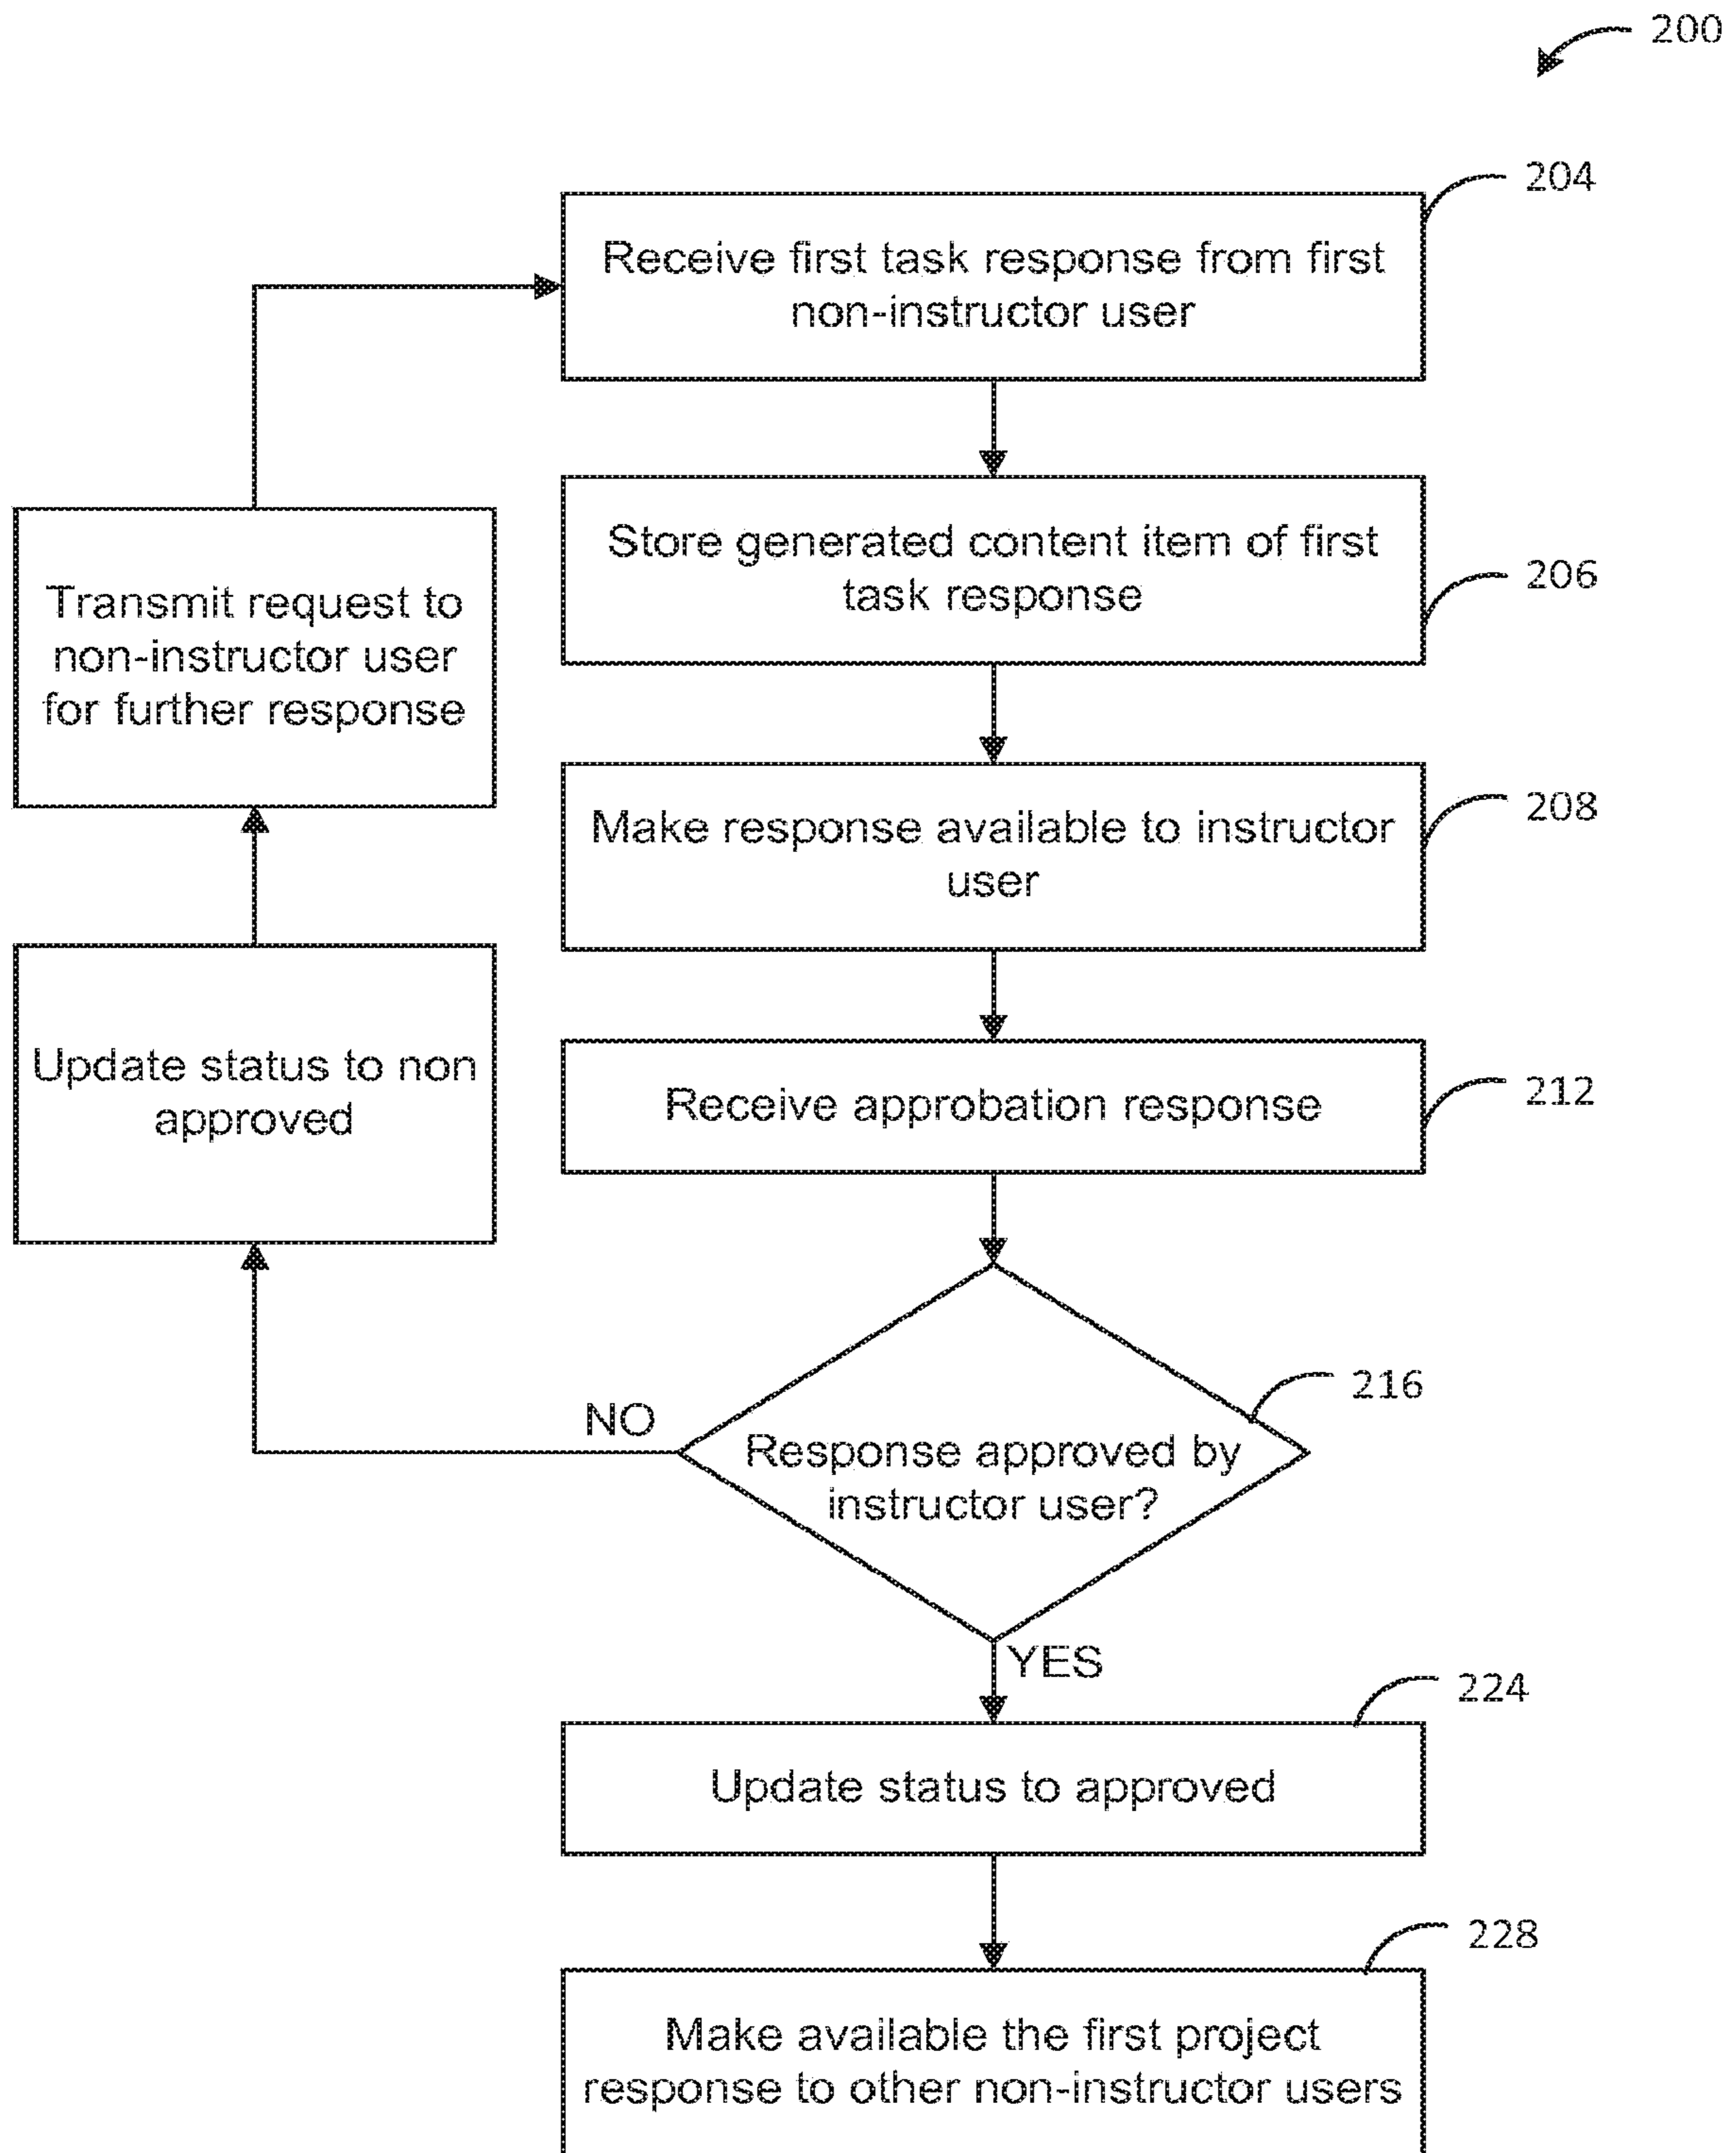 200
204
Receive first task response from first
non-instructor user
Store generated content item of first
task response
206
Transmit request to
non-instructor user
for further response
Make response available to instructor
user
208
Update status to non
approved
Receive approbation response
212
216
NO
Response approved by
instructor user?
YES
224
Update status to approved
228
Make available the first project
response to other non-instructor users